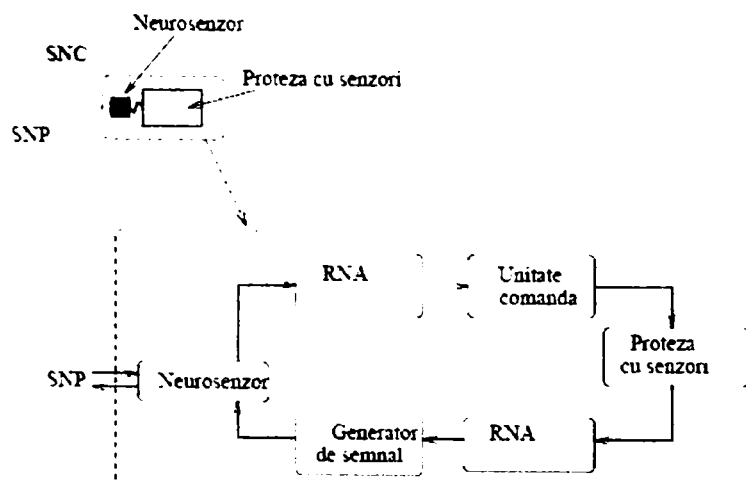 Neurosenzor
SNC
Proteza cu senzori
SNP
RNA
Unitate
comanda
Proteza
cu senzori
SNP
Neurosenzor
Generator
de semnal
RNA